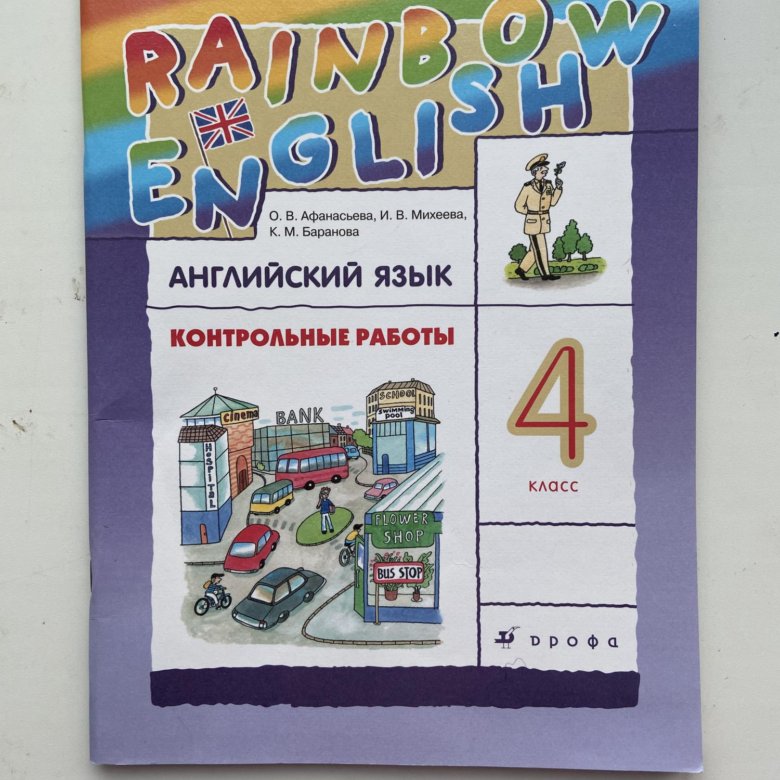 RAINBOW
ENGLISH
О. В. Афанасьева, И. В. Михеева,
К. М. Баранова
АНГЛИЙСКИЙ ЯЗЫК
КОНТРОЛЬНЫЕ РАБОТЫ
4
КЛАСС
Cinema
BANK
SCHOOL
Swimming
pool
HOSPITAL
FLOWER
SHOP
BUS STOP
ДРОФА